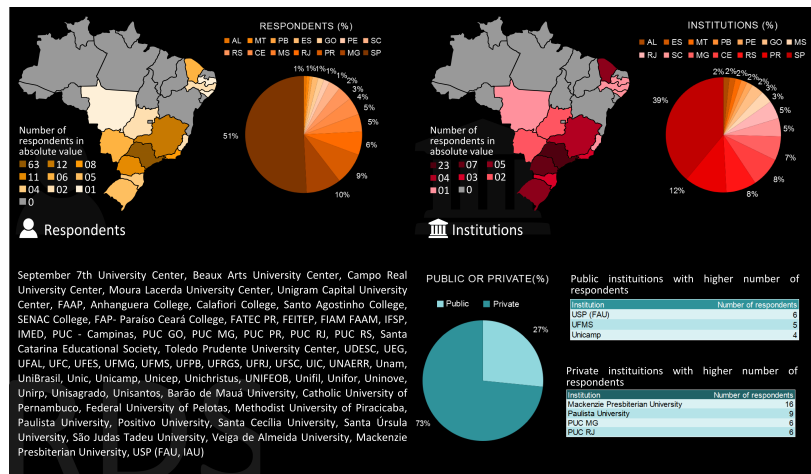 RESPONDENTS (%)
AL MT PB ES GO PE SC
RS CE MS RJ PR MG SP
1% 1% 1% 1% 1% 2% 3% 4% 5% 5% 6% 9% 10% 51%
Number of
respondents in
absolute value
63 12 08
11 06 05
04 02 01
0
Respondents
INSTITUTIONS (%)
AL ES MT PB PE GO MS
RJ SC MG CE RS PR SP
2% 2% 2% 2% 2% 3% 5% 5% 7% 7% 8% 8% 12% 39%
Number of
respondents in
absolute value
23 07 05
04 03 02
01 0
Institutions
September 7th University Center, Beaux Arts University Center, Campo Real
University Center, Moura Lacerda University Center, Unigram Capital University
Center, FAAP, Anhanguera College, Calafiori College, Santo Agostinho College,
SENAC College, FAP- Paraíso Ceará College, FATEC PR, FEITEP, FIAM FAAM, IFSP,
IMED, PUC - Campinas, PUC GO, PUC MG, PUC PR, PUC RJ, PUC RS, Santa
Catarina Educational Society, Toledo Prudente University Center, UDESC, UEG,
UFAL, UFC, UFES, UFMG, UFMS, UFPB, UFRGS, UFRJ, UFSC, UIC, UNAERR, Unam,
UniBrasil, Unic, Unicamp, Unicep, Unichristus, UNIFEOB, Unifil, Unifor, Uninove,
Unirp, Unisagrado, Unisantos, Barão de Mauá University, Catholic University of
Pernambuco, Federal University of Pelotas, Methodist University of Piracicaba,
Paulista University, Positivo University, Santa Cecília University, Santa Úrsula
University, São Judas Tadeu University, Veiga de Almeida University, Mackenzie
Presbiterian University, USP (FAU, IAU)
PUBLIC OR PRIVATE(%)
Public Private
27%
73%
Public instituitions with higher number of
respondents
Institution Number of respondents
USP (FAU) 6
UFMS 5
Unicamp 4
Private institutions with higher number of
respondents
Institution Number of respondents
Mackenzie Presbiterian University 16
Paulista University 9
PUC MG 6
PUC RJ 6